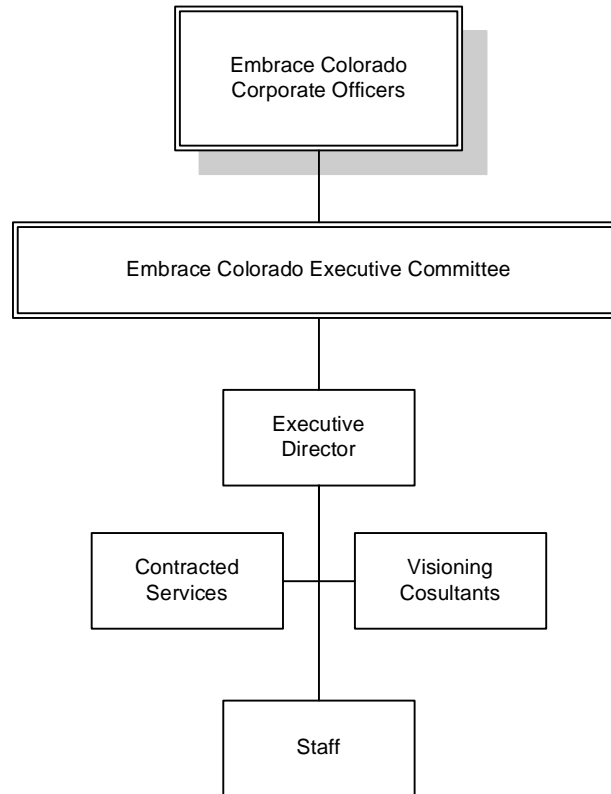 Embrace Colorado
Corporate Officers
Embrace Colorado Executive Committee
Executive
Director
Contracted
Services
Visioning
Cosultants
Staff